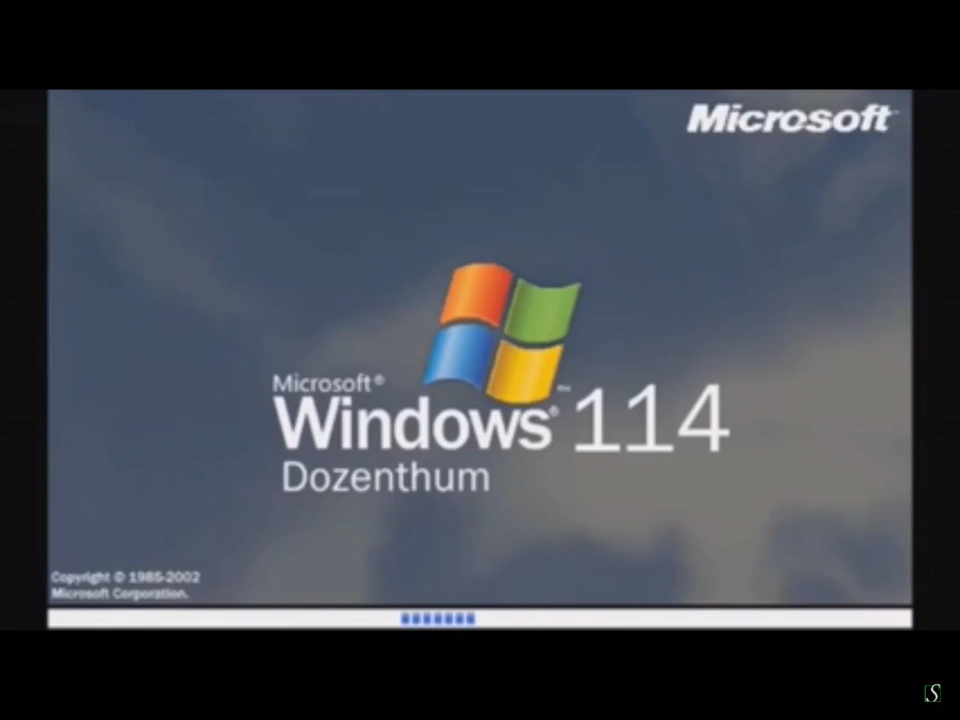 Microsoft
Microsoft®
Windows® 114
Dozenthum
Copyright © 1985-2002
Microsoft Corporation.
S